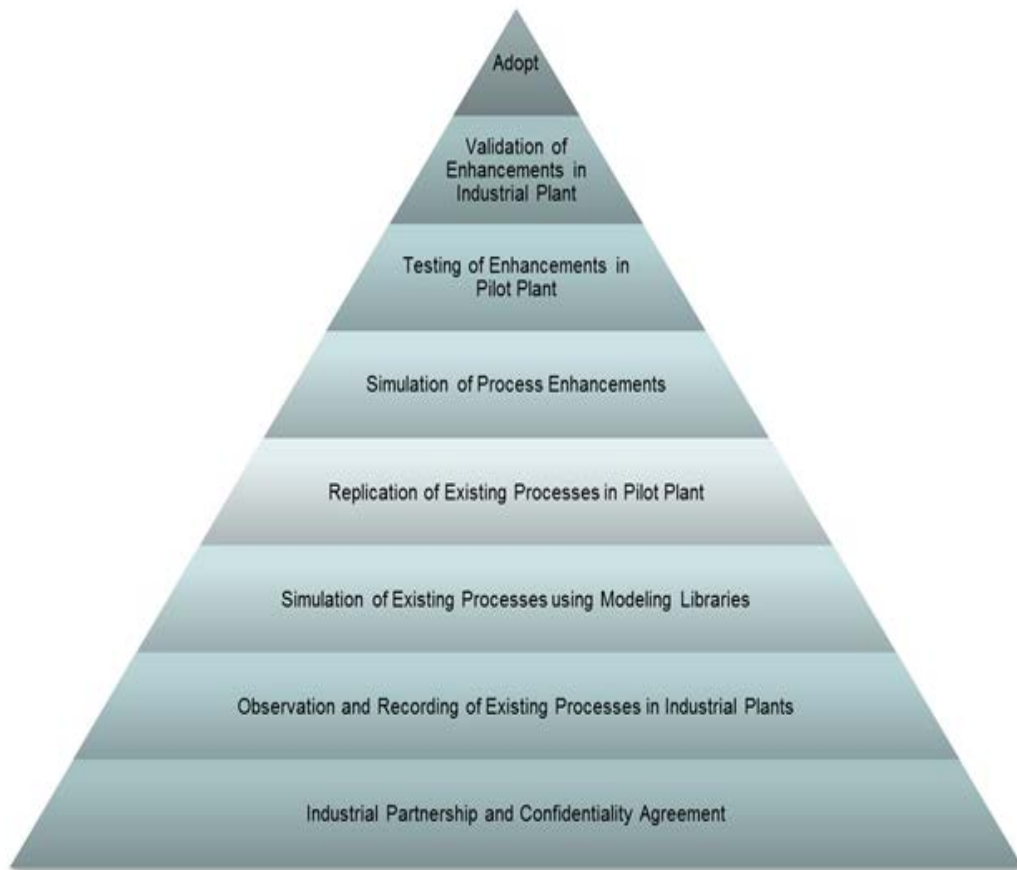 Adopt
Validation of
Enhancements in
Industrial Plant
Testing of Enhancements in
Pilot Plant
Simulation of Process Enhancements
Replication of Existing Processes in Pilot Plant
Simulation of Existing Processes using Modeling Libraries
Observation and Recording of Existing Processes in Industrial Plants
Industrial Partnership and Confidentiality Agreement